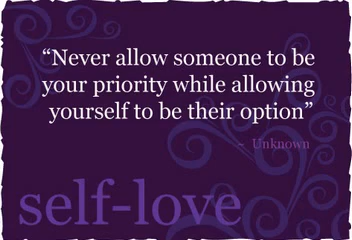 “Never allow someone to be
your priority while allowing
yourself to be their option”
~ Unknown
self-love